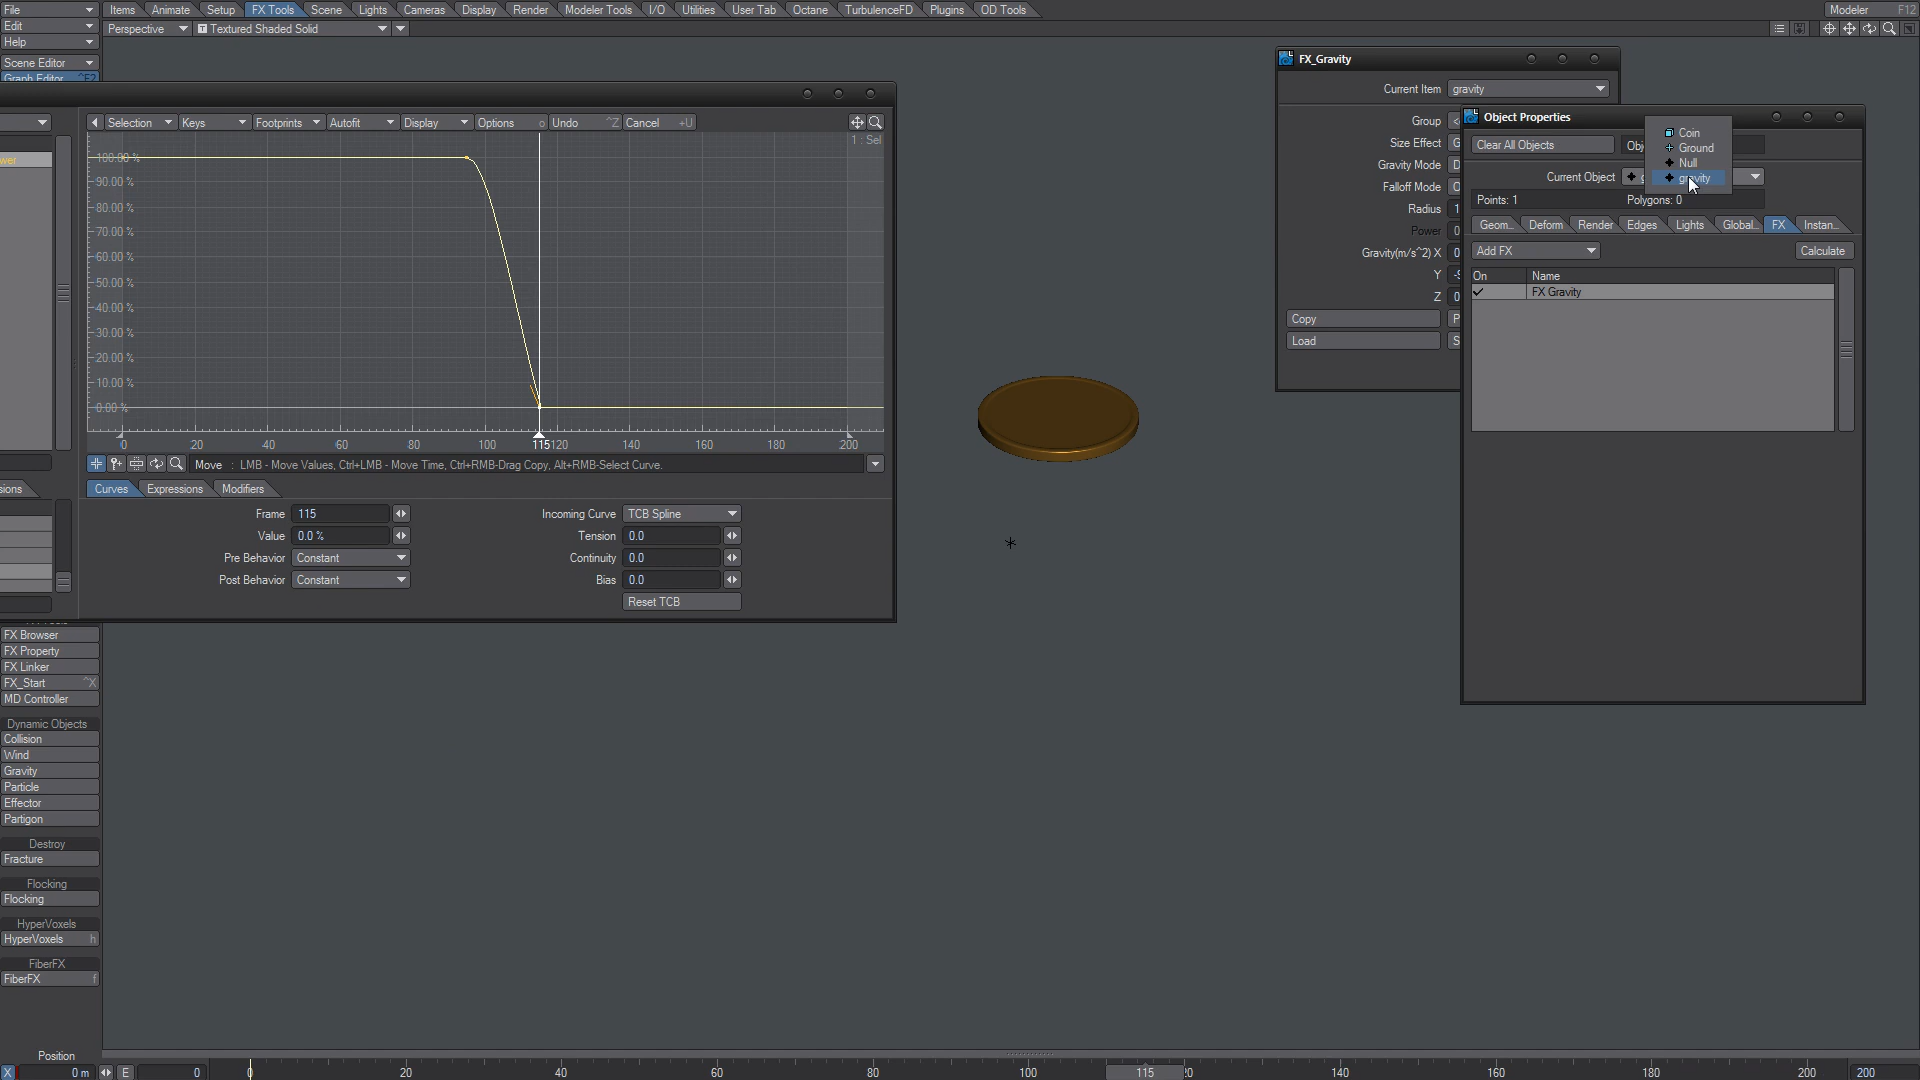 File
Items Animate Setup FX Tools Scene Lights Cameras Display Render Modeler Tools I/O Utilities User Tab Octane TurbulenceFD Plugins OD Tools
Modeler F12
Edit
Perspective Textured Shaded Solid
Help
Scene Editor
Graph Editor ^F2
FX_Gravity
Current Item gravity
Group
Size Effect
Gravity Mode
Falloff Mode
Radius 1
Power 0
Gravity(m/s^2) X 0
Y
Z 0
Copy
Load
Object Properties
Clear All Objects
Coin
Ground
Null
gravity
Current Object
Points: 1 Polygons: 0
Geom... Deform Render Edges Lights Global... FX Instan...
Add FX Calculate
On Name
FX Gravity
Selection Keys Footprints Autofit Display Options o Undo ^Z Cancel +U
1 : Sel
100.00 %
90.00 %
80.00 %
70.00 %
60.00 %
50.00 %
40.00 %
30.00 %
20.00 %
10.00 %
0.00 %
0 20 40 60 80 100 115 120 140 160 180 200
Move : LMB - Move Values, Ctrl+LMB - Move Time, Ctrl+RMB-Drag Copy, Alt+RMB-Select Curve.
Curves Expressions Modifiers
Frame 115
Value 0.0 %
Pre Behavior Constant
Post Behavior Constant
Incoming Curve TCB Spline
Tension 0.0
Continuity 0.0
Bias 0.0
Reset TCB
FX Browser
FX Property
FX Linker
FX_Start ^X
MD Controller
Dynamic Objects
Collision
Wind
Gravity
Particle
Effector
Partigon
Destroy
Fracture
Flocking
Flocking
HyperVoxels
HyperVoxels h
FiberFX
FiberFX f
Position
X 0 m E 0 0 20 40 60 80 100 115 140 160 180 200 200